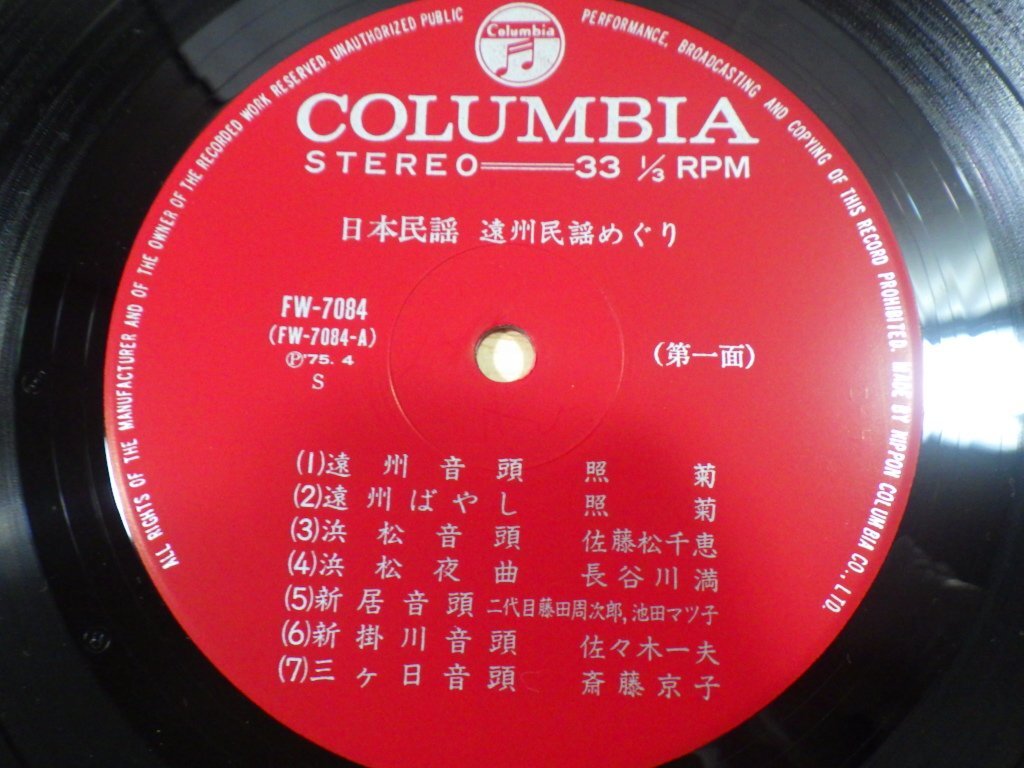 Columbia
COLUMBIA
STEREO 33 1/3 RPM
日本民謡 遠州民謡めぐり
FW-7084
(FW-7084-A)
Ⓟ'75. 4
S
(第一面)
(1)遠州音頭 照菊
(2)遠州ばやし 照菊
(3)浜松音頭 佐藤松千恵
(4)浜松夜曲 長谷川満
(5)新居音頭 二代目藤田周次郎, 池田マツ子
(6)新掛川音頭 佐々木一夫
(7)三ヶ日音頭 斎藤京子
ALL RIGHTS OF THE MANUFACTURER AND OF THE OWNER OF THE RECORDED WORK RESERVED. UNAUTHORIZED PUBLIC PERFORMANCE, BROADCASTING AND COPYING OF THIS RECORD PROHIBITED. MADE BY NIPPON COLUMBIA CO., LTD.